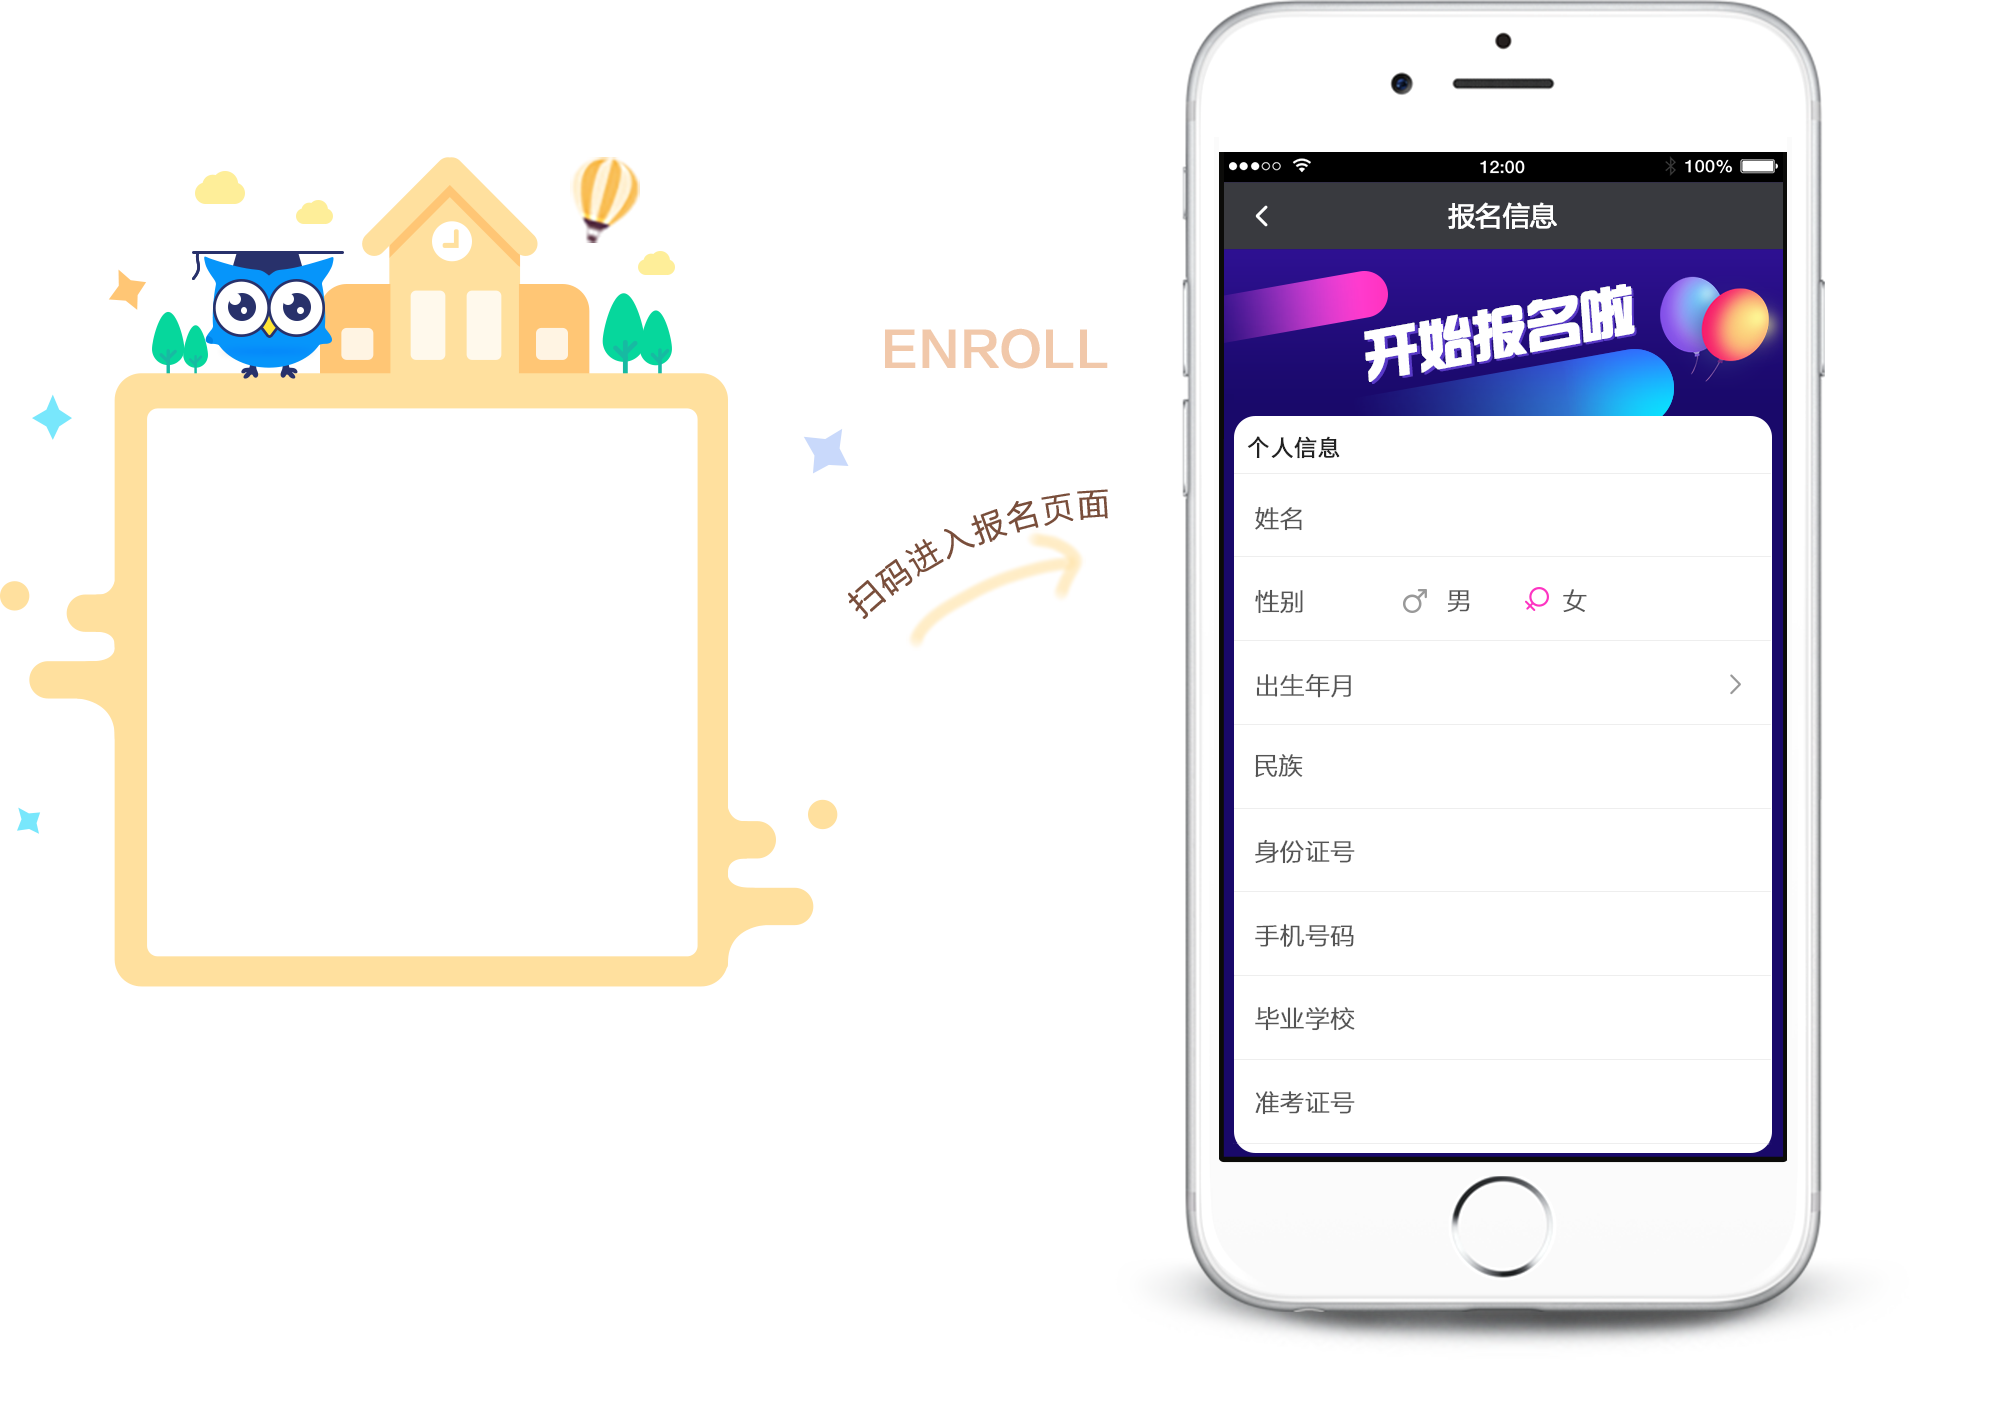 ENROLL
扫码进入报名页面
12:00
100%
报名信息
开始报名啦
个人信息
姓名
性别 男 女
出生年月
民族
身份证号
手机号码
毕业学校
准考证号